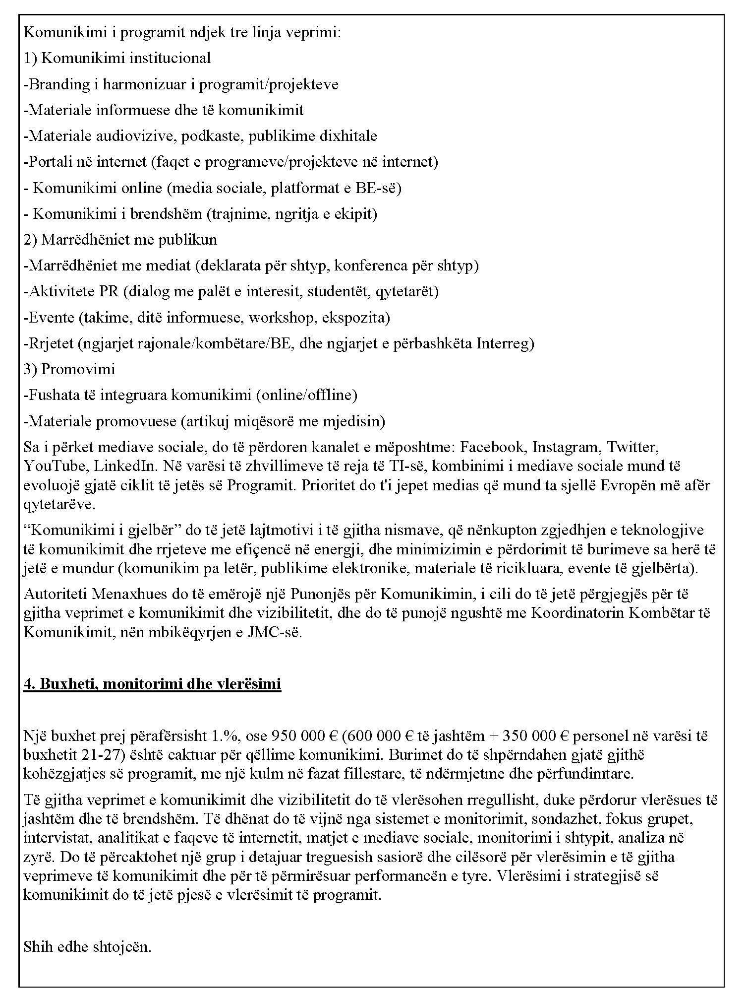 Komunikimi i programit ndjek tre linja veprimi:
1) Komunikimi institucional
-Branding i harmonizuar i programit/projekteve
-Materiale informuese dhe të komunikimit
-Materiale audiovizive, podkaste, publikime dixhitale
-Portali në internet (faqet e programeve/projekteve në internet)
- Komunikimi online (media sociale, platformat e BE-së)
- Komunikimi i brendshëm (trajnime, ngritja e ekipit)
2) Marrëdhëniet me publikun
-Marrëdhëniet me mediat (deklarata për shtyp, konferenca për shtyp)
-Aktivitete PR (dialog me palët e interesit, studentët, qytetarët)
-Evente (takime, ditë informuese, workshop, ekspozita)
-Rrjetet (ngjarjet rajonale/kombëtare/BE, dhe ngjarjet e përbashkëta Interreg)
3) Promovimi
-Fushata të integruara komunikimi (online/offline)
-Materiale promovuese (artikuj miqësorë me mjedisin)
Sa i përket mediave sociale, do të përdoren kanalet e mëposhtme: Facebook, Instagram, Twitter,
YouTube, LinkedIn. Në varësi të zhvillimeve të reja të TI-së, kombinimi i mediave sociale mund të
evoluojë gjatë ciklit të jetës së Programit. Prioritet do t'i jepet medias që mund ta sjellë Evropën më afër
qytetarëve.
“Komunikimi i gjelbër” do të jetë lajtmotivi i të gjitha nismave, që nënkupton zgjedhjen e teknologjive
të komunikimit dhe rrjeteve me efiçencë në energji, dhe minimizimin e përdorimit të burimeve sa herë të
jetë e mundur (komunikim pa letër, publikime elektronike, materiale të ricikluara, evente të gjelbërta).
Autoriteti Menaxhues do të emërojë një Punonjës për Komunikimin, i cili do të jetë përgjegjës për të
gjitha veprimet e komunikimit dhe vizibilitetit, dhe do të punojë ngushtë me Koordinatorin Kombëtar të
Komunikimit, nën mbikëqyrjen e JMC-së.
4. Buxheti, monitorimi dhe vlerësimi
Një buxhet prej përafërsisht 1.%, ose 950 000 € (600 000 € të jashtëm + 350 000 € personel në varësi të
buxhetit 21-27) është caktuar për qëllime komunikimi. Burimet do të shpërndahen gjatë gjithë
kohëzgjatjes së programit, me një kulm në fazat fillestare, të ndërmjetme dhe përfundimtare.
Të gjitha veprimet e komunikimit dhe vizibilitetit do të vlerësohen rregullisht, duke përdorur vlerësues të
jashtëm dhe të brendshëm. Të dhënat do të vijnë nga sistemet e monitorimit, sondazhet, fokus grupet,
intervistat, analitikat e faqeve të internetit, matjet e mediave sociale, monitorimi i shtypit, analiza në
zyrë. Do të përcaktohet një grup i detajuar treguesish sasiorë dhe cilësorë për vlerësimin e të gjitha
veprimeve të komunikimit dhe për të përmirësuar performancën e tyre. Vlerësimi i strategjisë së
komunikimit do të jetë pjesë e vlerësimit të programit.
Shih edhe shtojcën.